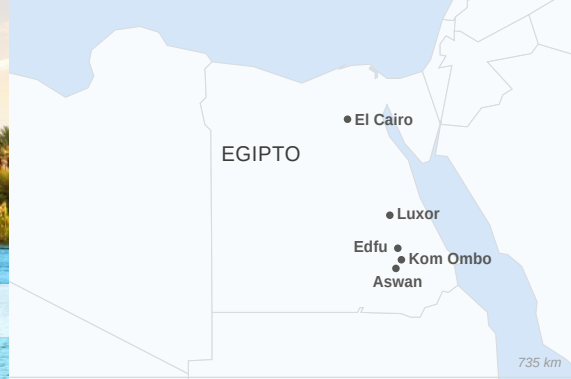 El Cairo
EGIPTO
Luxor
Edfu
Kom Ombo
Aswan
735 km